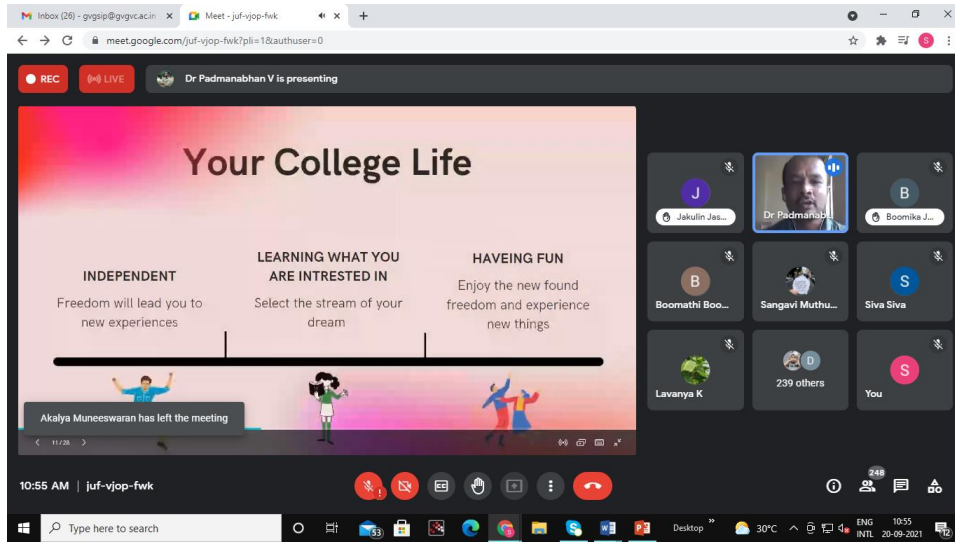 Inbox (26) - gvgsip@gvgvc.ac.in
Meet - juf-vjop-fwk
meet.google.com/juf-vjop-fwk?pli=1&authuser=0
S
REC
LIVE
Dr Padmanabhan V is presenting
Your College Life
INDEPENDENT
Freedom will lead you to
new experiences
LEARNING WHAT YOU
ARE INTRESTED IN
Select the stream of your
dream
HAVEING FUN
Enjoy the new found
freedom and experience
new things
Akalya Muneeswaran has left the meeting
11/28
J
Jakulin Jas...
Dr Padmanab...
B
Boomika J...
B
Boomathi Boo...
Sangavi Muthu...
S
Siva Siva
Lavanya K
D
239 others
S
You
10:55 AM | juf-vjop-fwk
CC
248
Type here to search
53
Desktop
30°C
ENG
INTL
10:55
20-09-2021
12